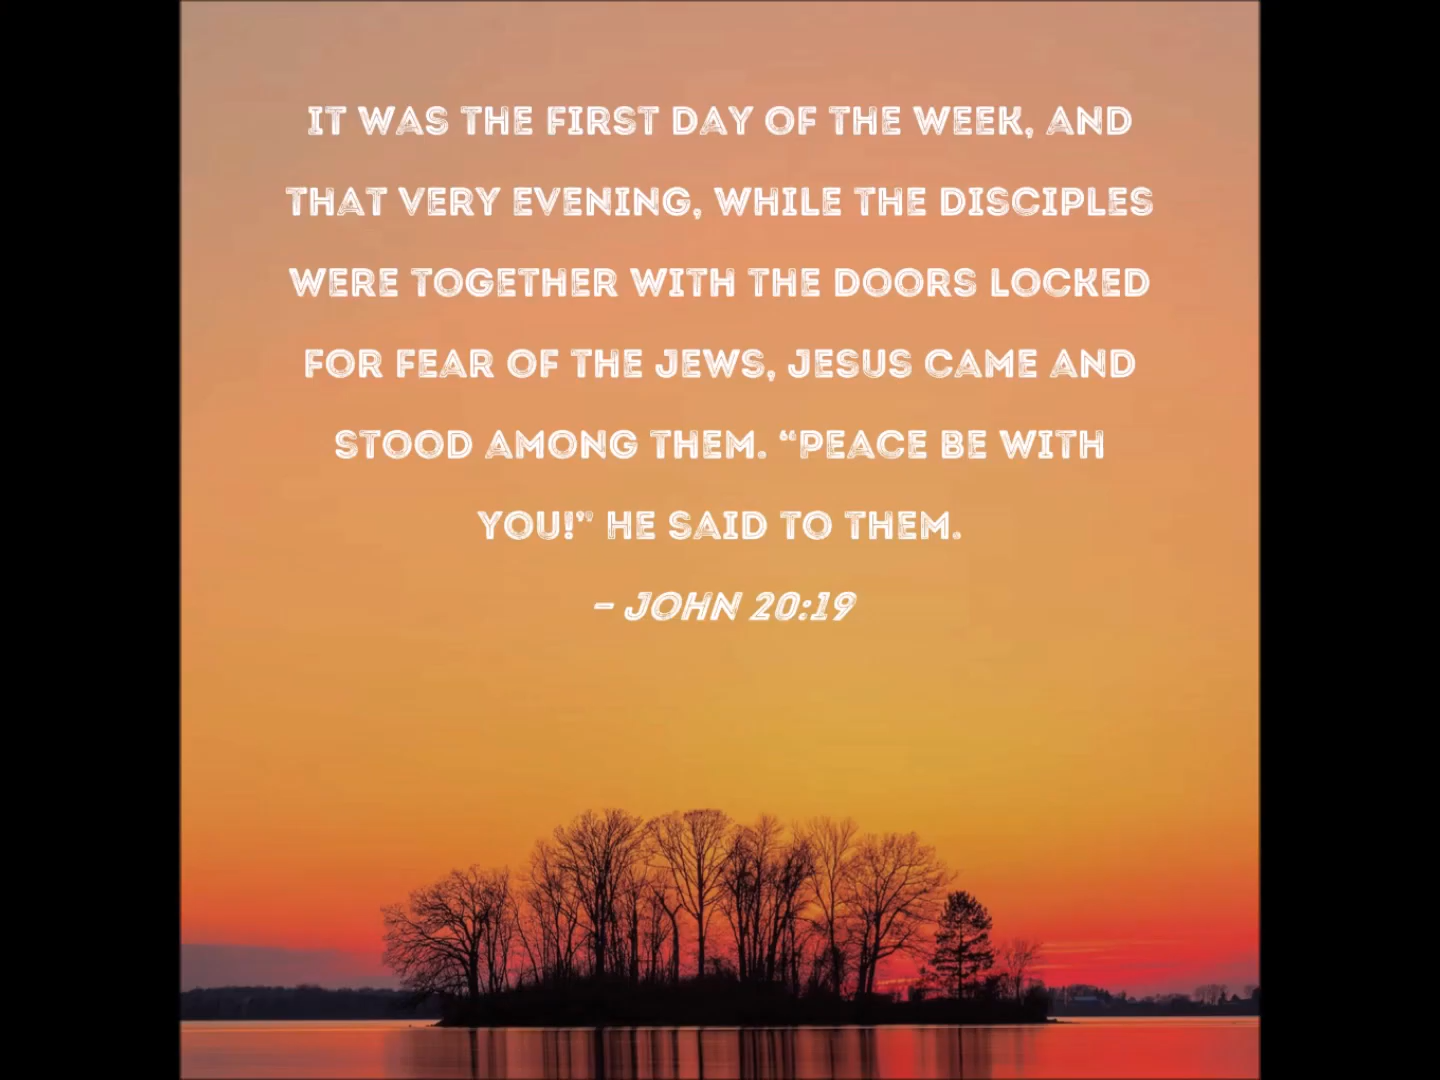 IT WAS THE FIRST DAY OF THE WEEK, AND
THAT VERY EVENING, WHILE THE DISCIPLES
WERE TOGETHER WITH THE DOORS LOCKED
FOR FEAR OF THE JEWS, JESUS CAME AND
STOOD AMONG THEM. “PEACE BE WITH
YOU!” HE SAID TO THEM.
– JOHN 20:19